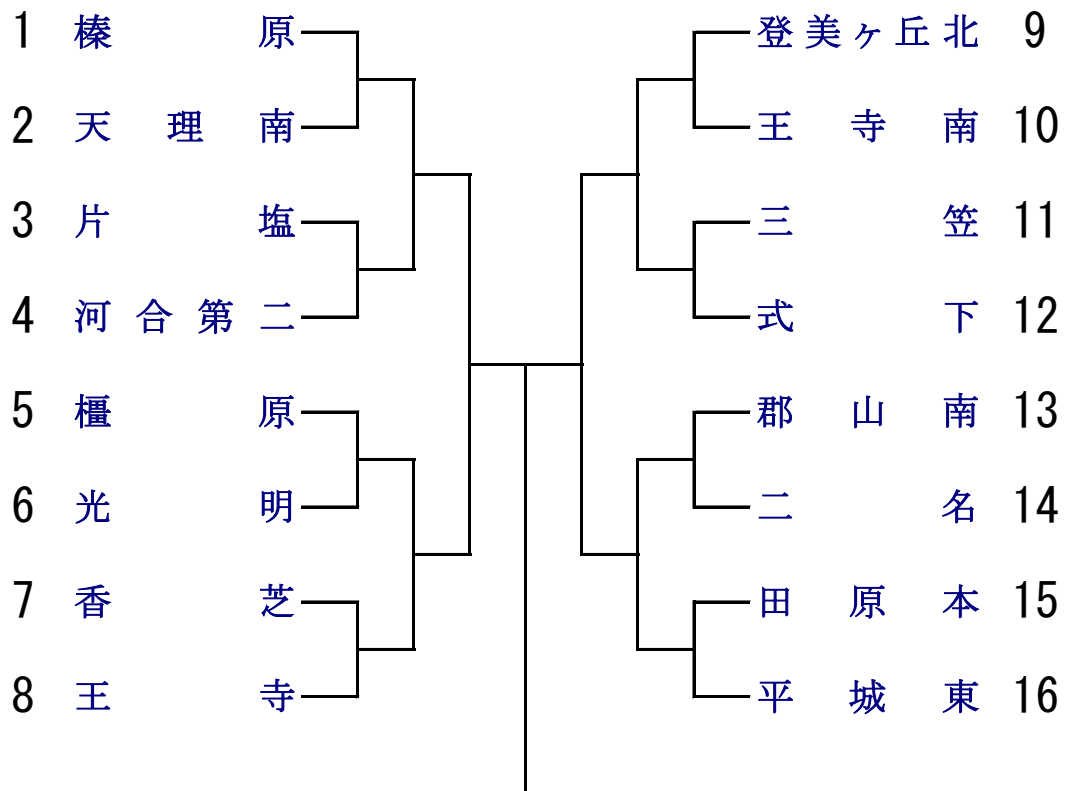 1 榛原
2 天理南
3 片塩
4 河合第二
5 橿原
6 光明
7 香芝
8 王寺
登美ヶ丘北 9
王寺南 10
三笠 11
式下 12
郡山南 13
二名 14
田原本 15
平城東 16